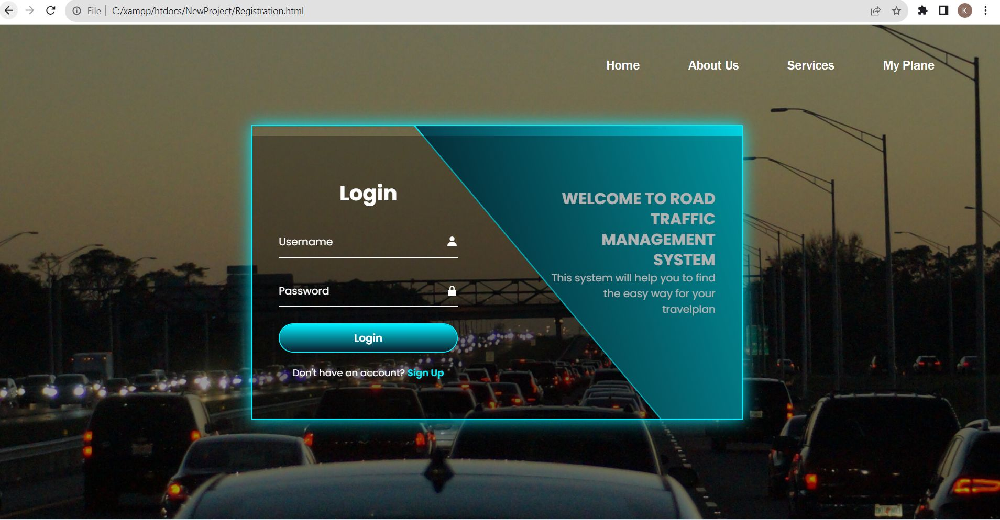 File
C:/xampp/htdocs/NewProject/Registration.html
K
Home About Us Services My Plane
Login
Username
Password
Login
Don't have an account? Sign Up
WELCOME TO ROAD
TRAFFIC
MANAGEMENT
SYSTEM
This system will help you to find
the easy way for your
travelplan